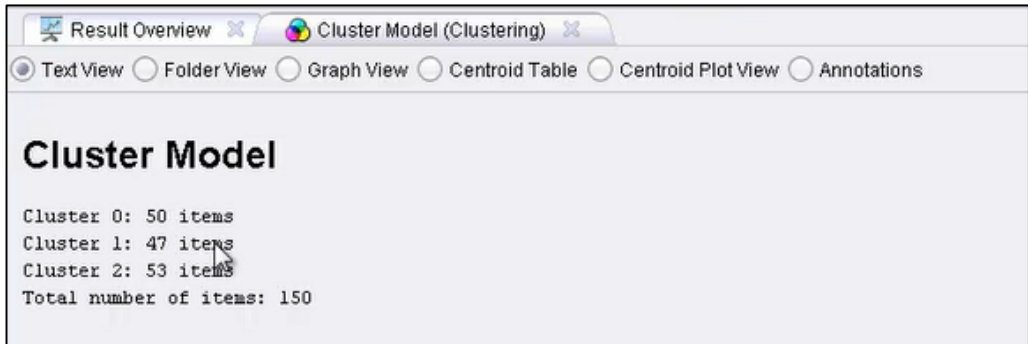 Result Overview Cluster Model (Clustering)
Text View Folder View Graph View Centroid Table Centroid Plot View Annotations
Cluster Model
Cluster 0: 50 items
Cluster 1: 47 items
Cluster 2: 53 items
Total number of items: 150